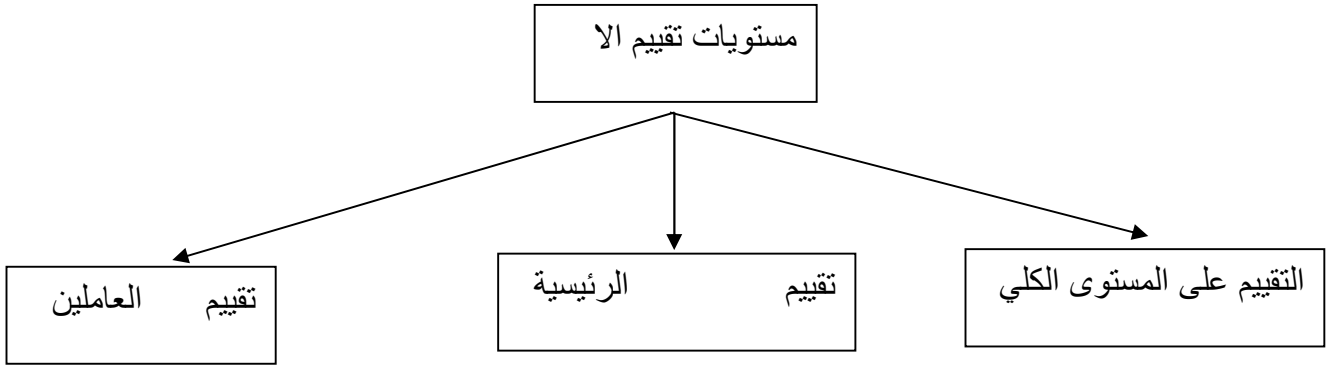 مستويات تقييم الا
التقييم على المستوى الكلي
تقييم الرئيسية
تقييم العاملين